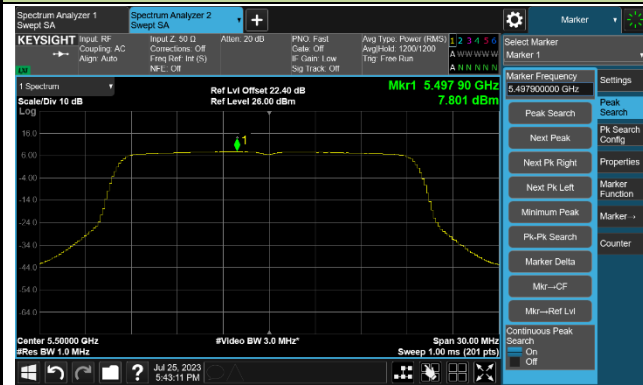 Spectrum Analyzer 1
Swept SA
Spectrum Analyzer 2
Swept SA
+
Marker
KEYSIGHT
Input: RF
Coupling: AC
Align: Auto
Input Z: 50 Ω
Corrections: Off
Freq Ref: Int (S)
NFE: Off
Atten: 20 dB
PNO: Fast
Gate: Off
IF Gain: Low
Sig Track: Off
Avg Type: Power (RMS)
Avg|Hold: 1200/1200
Trig: Free Run
1 2 3 4 5 6
A W W W W W
A N N N N N
LXI
Select Marker
Marker 1
1 Spectrum
Scale/Div 10 dB
Log
Ref Lvl Offset 22.40 dB
Ref Level 26.00 dBm
Mkr1 5.497 90 GHz
7.801 dBm
1
16.0
6.00
-4.00
-14.0
-24.0
-34.0
-44.0
-54.0
-64.0
Center 5.50000 GHz
#Res BW 1.0 MHz
#Video BW 3.0 MHz*
Span 30.00 MHz
Sweep 1.00 ms (201 pts)
Marker Frequency
5.497900000 GHz
Peak Search
Next Peak
Next Pk Right
Next Pk Left
Minimum Peak
Pk-Pk Search
Marker Delta
Mkr→CF
Mkr→Ref Lvl
Continuous Peak
Search
On
Off
Settings
Peak
Search
Pk Search
Config
Properties
Marker
Function
Marker→
Counter
?
Jul 25, 2023
5:43:11 PM